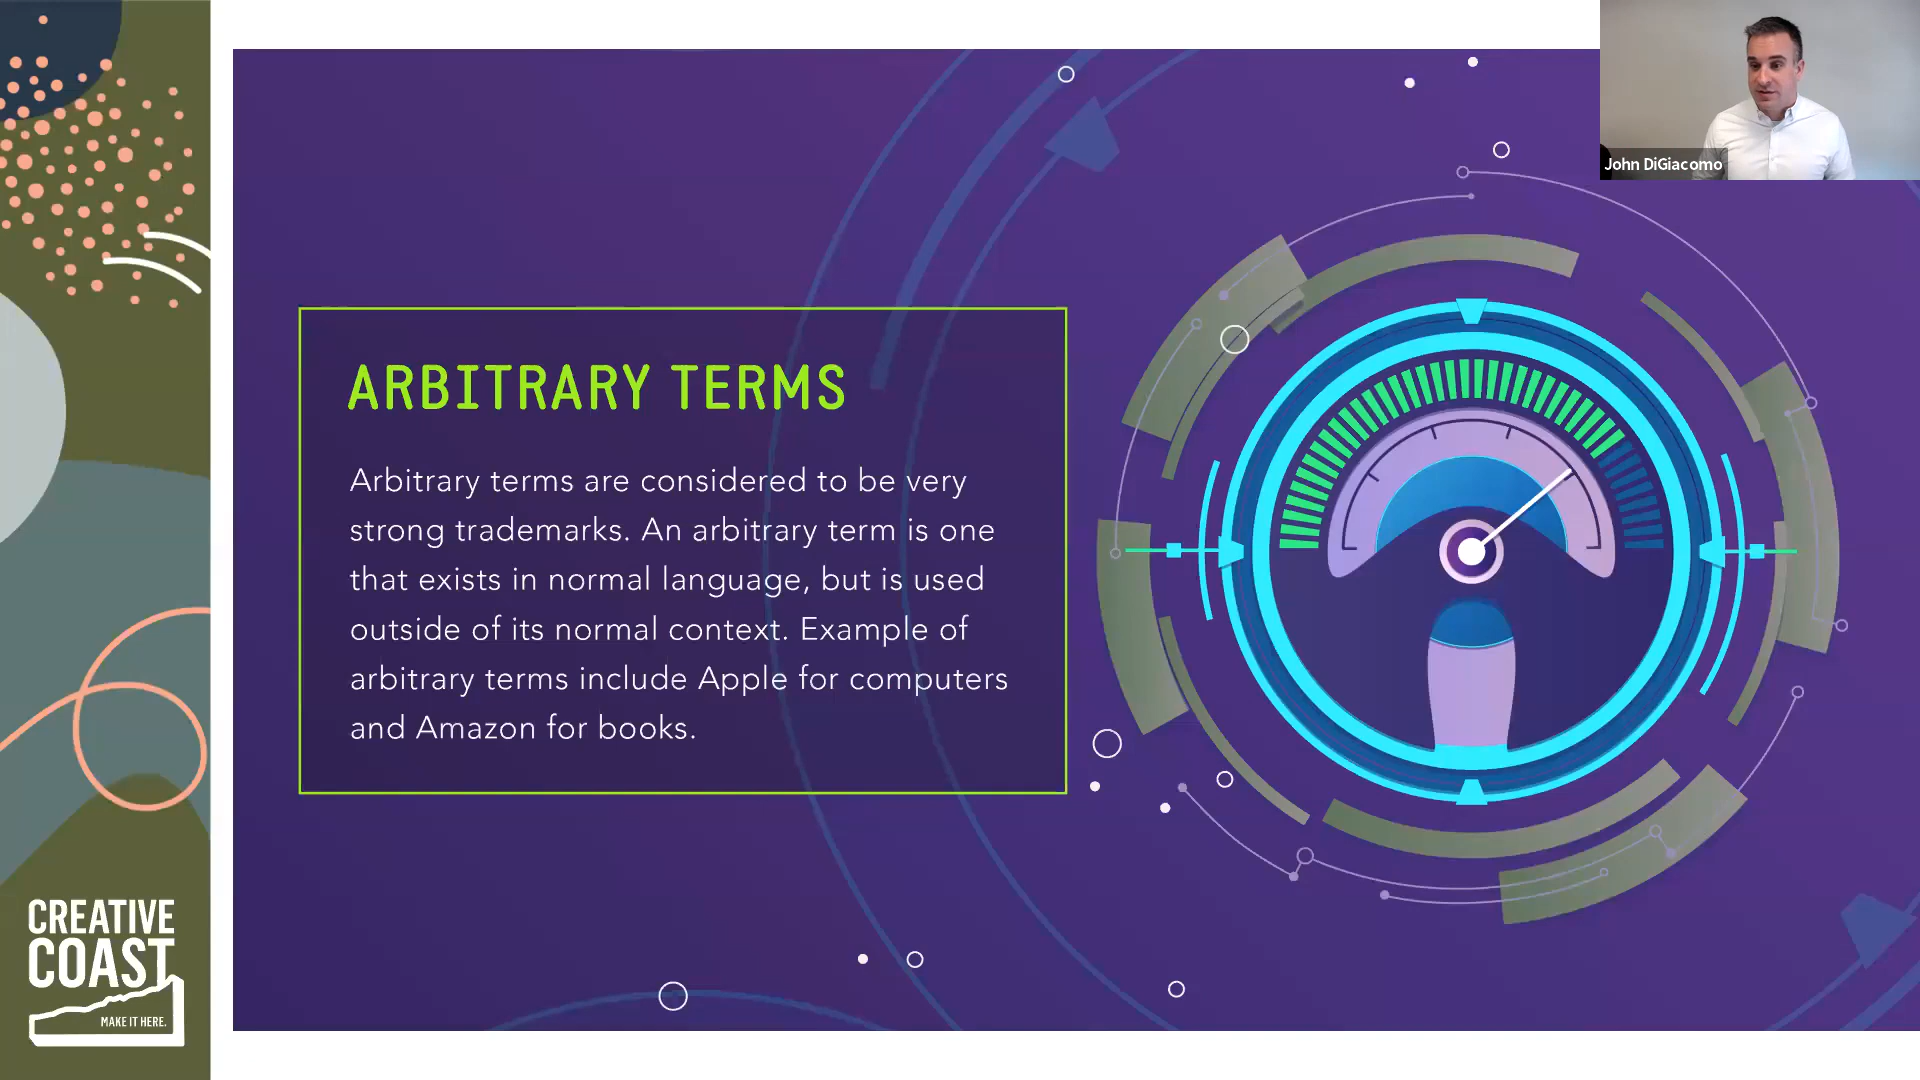 John DiGiacomo
ARBITRARY TERMS
Arbitrary terms are considered to be very
strong trademarks. An arbitrary term is one
that exists in normal language, but is used
outside of its normal context. Example of
arbitrary terms include Apple for computers
and Amazon for books.
CREATIVE
COAST
MAKE IT HERE.